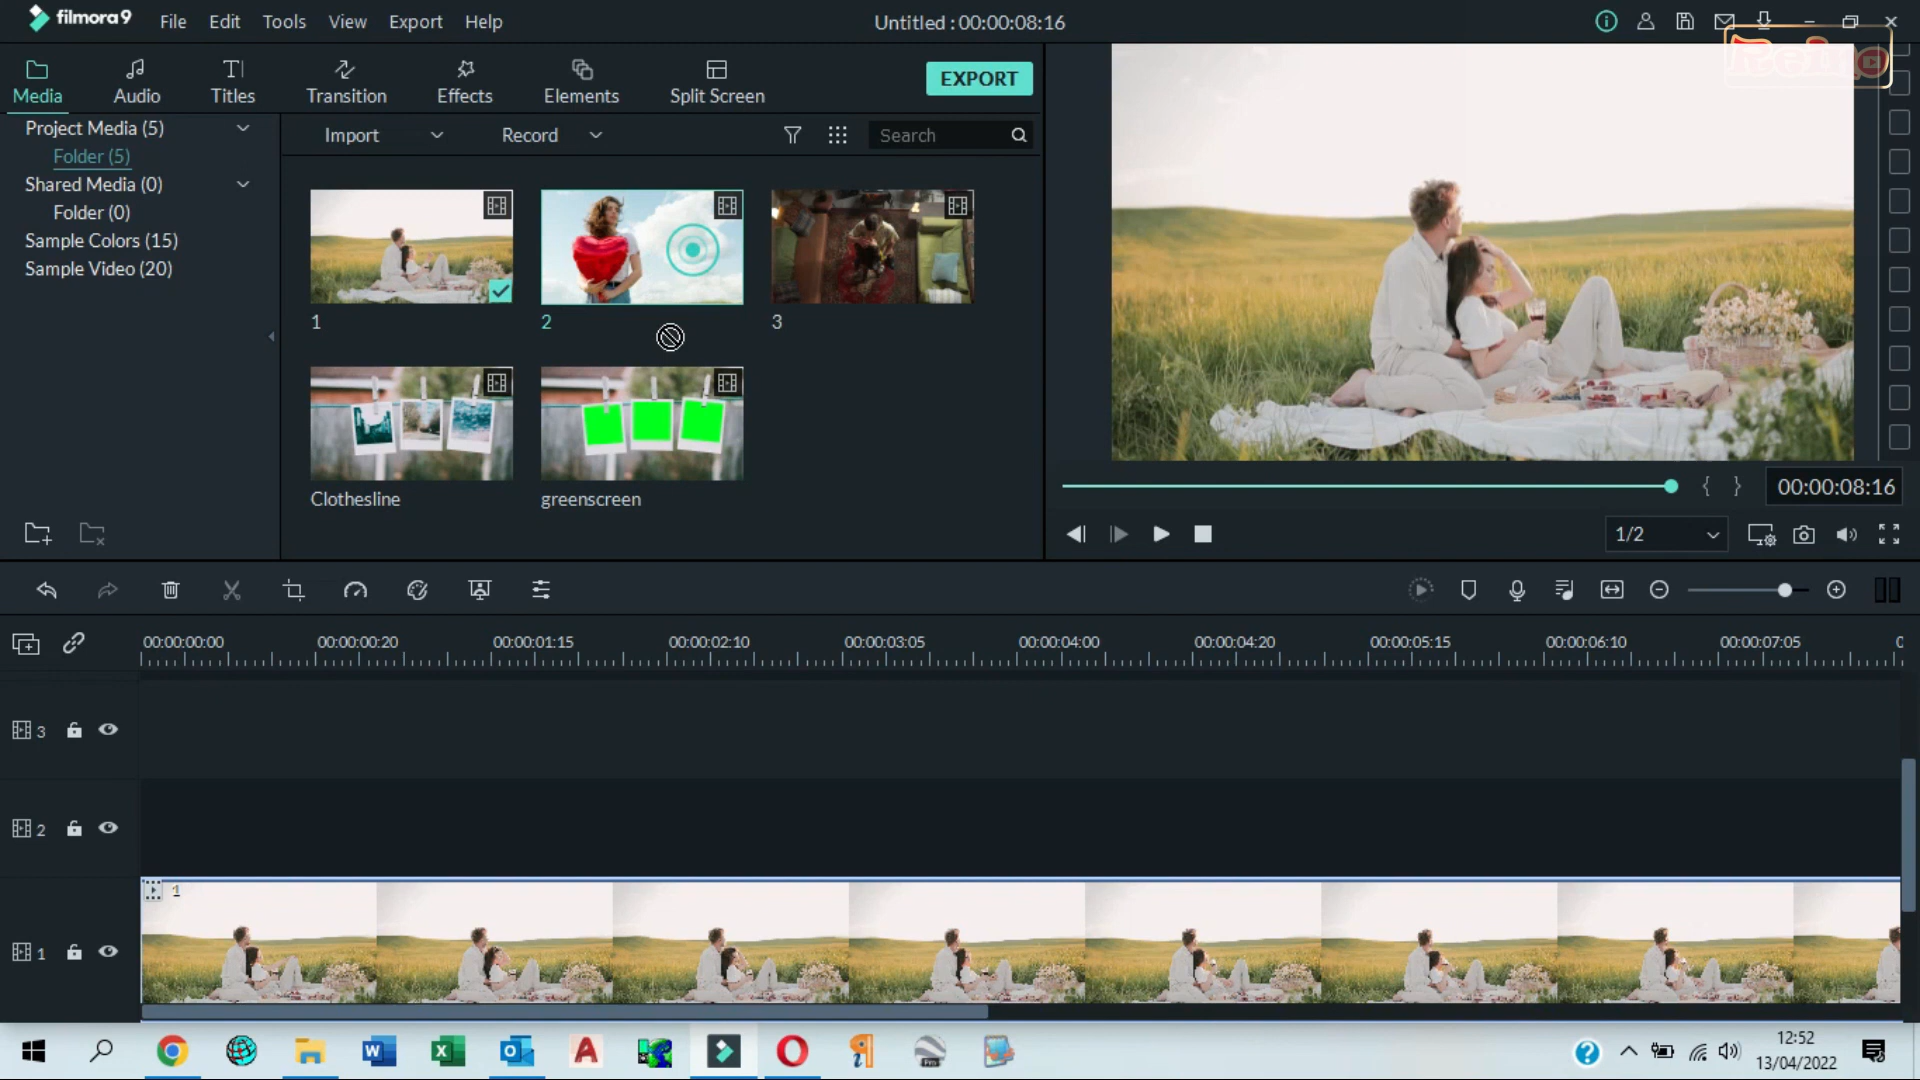 filmora9 File Edit Tools View Export Help
Untitled : 00:00:08:16
Media Audio Titles Transition Effects Elements Split Screen
EXPORT
Project Media (5)
Folder (5)
Shared Media (0)
Folder (0)
Sample Colors (15)
Sample Video (20)
Import Record Search
1 2 3
Clothesline greenscreen
00:00:08:16
1/2
00:00:00:00 00:00:00:20 00:00:01:15 00:00:02:10 00:00:03:05 00:00:04:00 00:00:04:20 00:00:05:15 00:00:06:10 00:00:07:05
3
2
1
1
12:52
13/04/2022